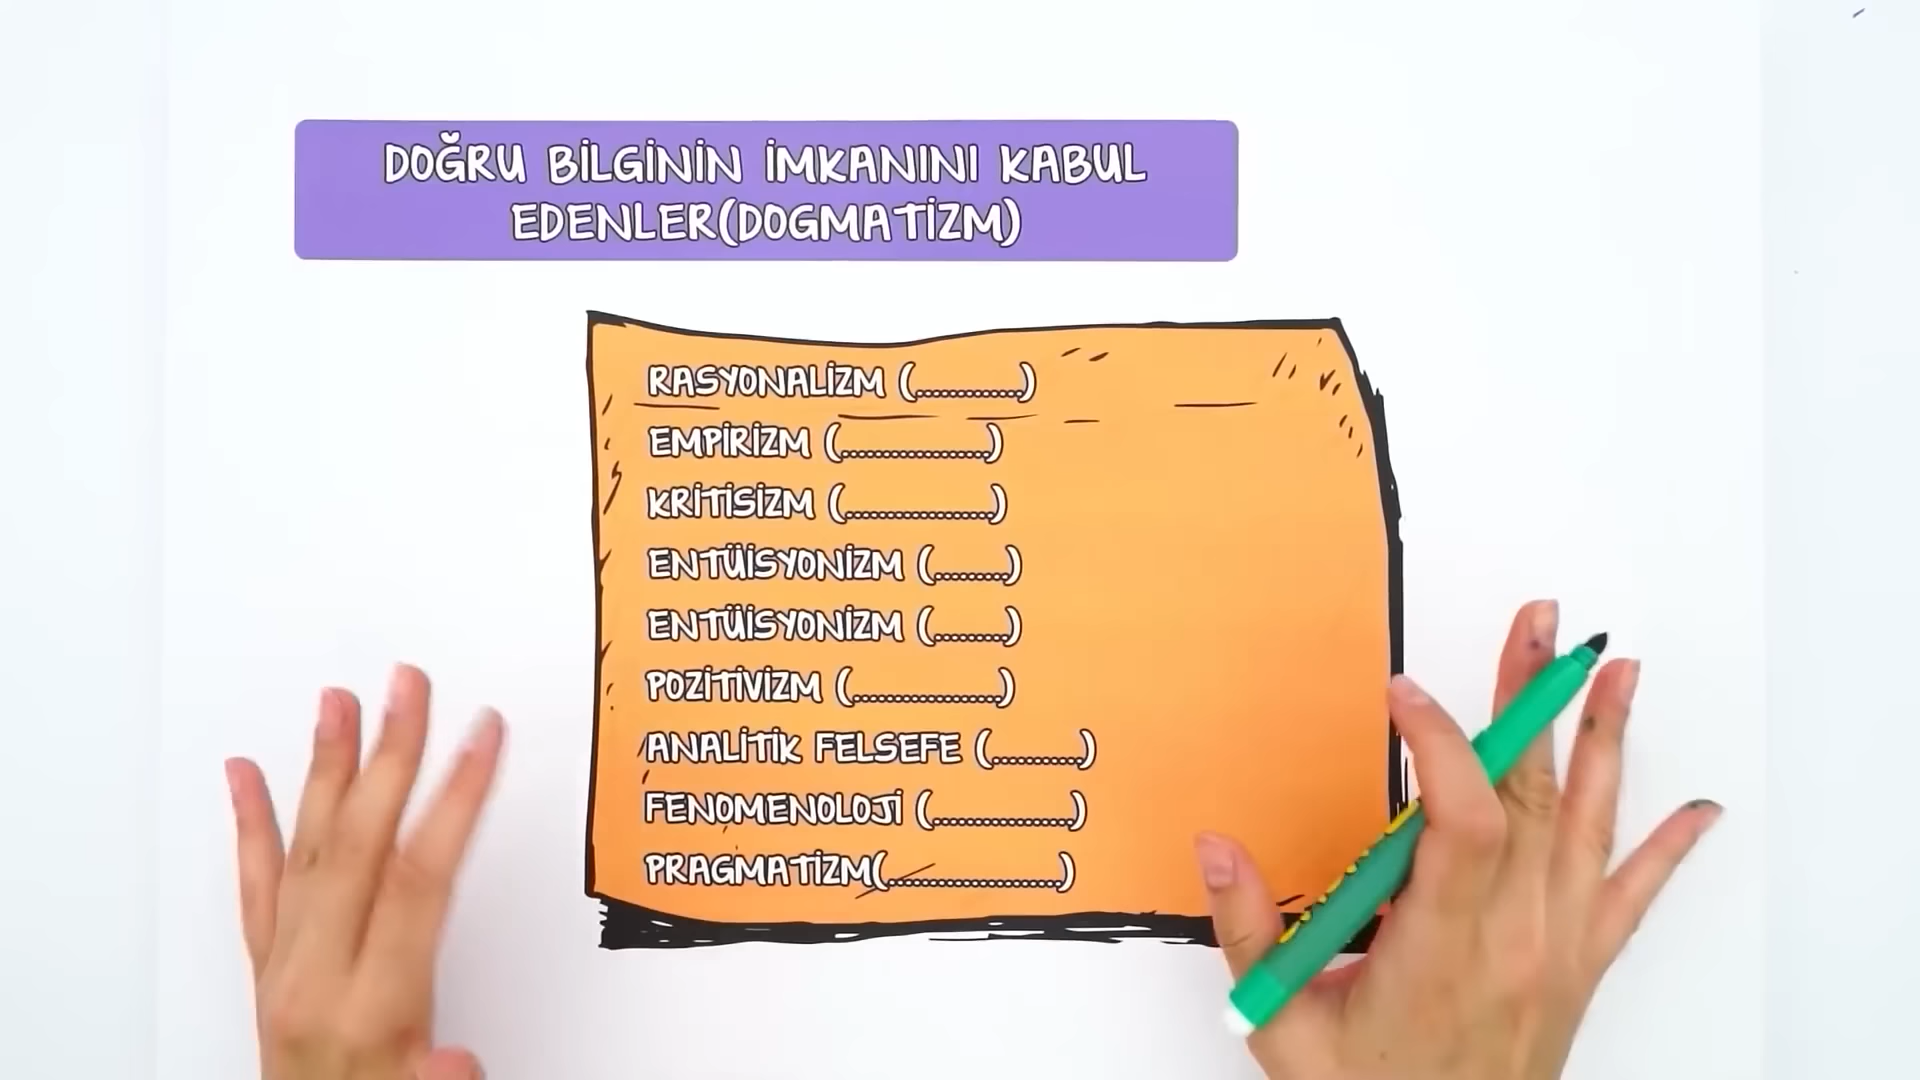 DOĞRU BİLGİNİN İMKANINI KABUL
EDENLER(DOGMATİZM)
RASYONALİZM (.............)
EMPİRİZM (..................)
KRİTİSİZM (..................)
ENTÜİSYONİZM (.........)
ENTÜİSYONİZM (.........)
POZİTİVİZM (..................)
ANALİTİK FELSEFE (...........)
FENOMENOLOJİ (.................)
PRAGMATİZM(.....................)